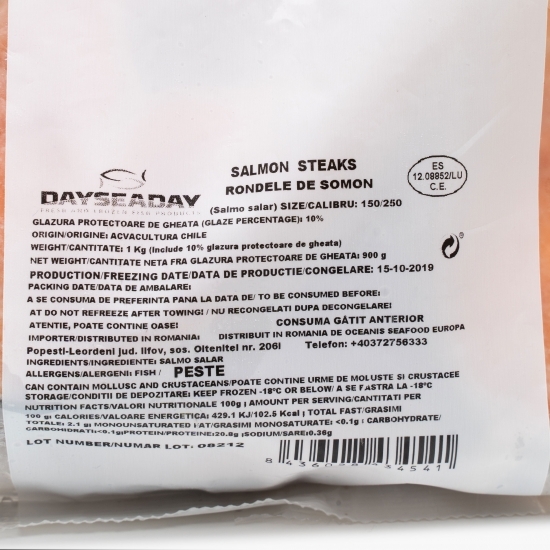 SALMON STEAKS
RONDELE DE SOMON
ES
12.08852/LU
C.E.
DAYSEADAY
FRESH AND FROZEN FISH PRODUCTS
(Salmo salar) SIZE/CALIBRU: 150/250
GLAZURA PROTECTOARE DE GHEATA (GLAZE PERCENTAGE): 10%
ORIGIN/ORIGINE: ACVACULTURA CHILE
WEIGHT/CANTITATE: 1 Kg (include 10% glazura protectoare de gheata)
NET WEIGHT/CANTITATE NETA FRA GLAZURA PROTECTOARE DE GHEATA: 900 g
PRODUCTION/FREEZING DATE/DATA DE PRODUCTIE/CONGELARE: 15-10-2019
PACKING DATE/DATA DE AMBALARE:
A SE CONSUMA DE PREFERINTA PANA LA DATA DE/ TO BE CONSUMED BEFORE:
AT DO NOT REFREEZE AFTER TOWING! / NU RECONGELATI DUPA DECONGELARE!
ATENTIE, POATE CONTINE OASE! CONSUMA GĂTIT ANTERIOR
IMPORTER/DISTRIBUTED IN ROMANIA DISTRIBUIT IN ROMANIA DE OCEANIS SEAFOOD EUROPA
Popesti-Leordeni jud. Ilfov, sos. Oltenitei nr. 206I Telefon: +40372756333
INGREDIENTS/INGREDIENTE: SALMO SALAR
ALLERGENS/ALERGENI: FISH / PESTE
CAN CONTAIN MOLLUSC AND CRUSTACEANS/POATE CONTINE URME DE MOLUSTE SI CRUSTACEE
STORAGE/CONDITII DE DEPOZITARE: KEEP FROZEN -18°C OR BELOW/ A SE PASTRA LA -18°C
NUTRITION FACTS/VALORI NUTRITIONALE 100g ; AMOUNT PER SERVING/CANTITATI PER
100 g: CALORIES/VALOARE ENERGETICA: 429.1 KJ/102.5 Kcal ; TOTAL FAST/GRASIMI
TOTALE: 2.1 g; MONOUNSATURATED FAT/GRASIMI MONOSATURATE: <0.1g ; CARBOHYDRATE/
CARBOHIDRATI:<0.1g;PROTEIN/PROTEINE:20.8g ;SODIUM/SARE:0.36g
LOT NUMBER/NUMAR LOT: 08212